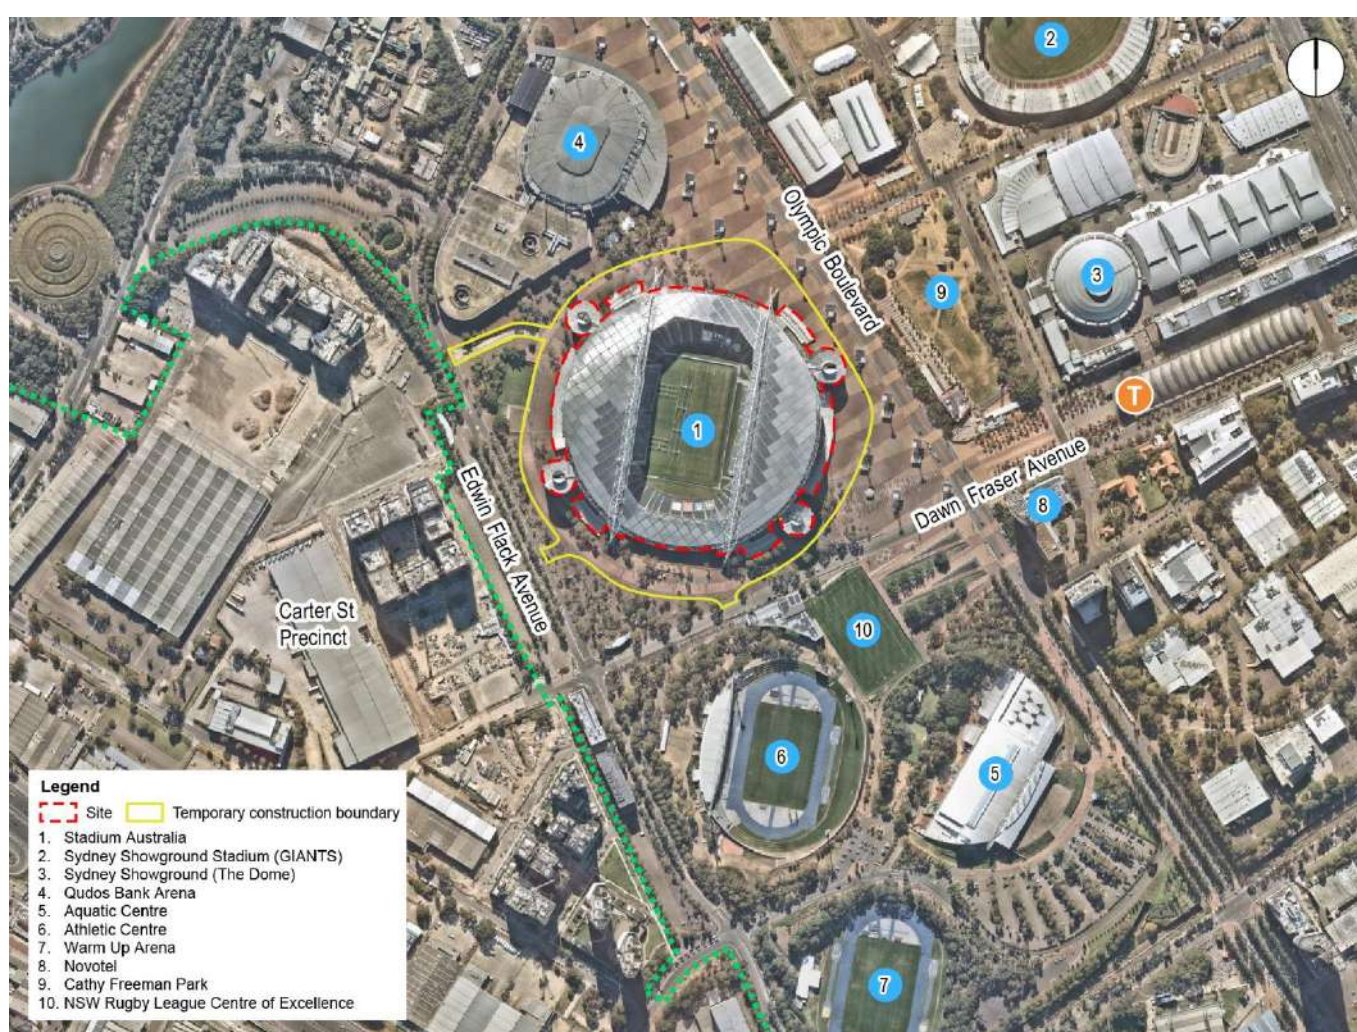 2
4
Olympic Boulevard
9
3
T
1
Dawn Fraser Avenue
8
Edwin Flack Avenue
Carter St
Precinct
10
6
5
7
Legend
Site Temporary construction boundary
1. Stadium Australia
2. Sydney Showground Stadium (GIANTS)
3. Sydney Showground (The Dome)
4. Qudos Bank Arena
5. Aquatic Centre
6. Athletic Centre
7. Warm Up Arena
8. Novotel
9. Cathy Freeman Park
10. NSW Rugby League Centre of Excellence